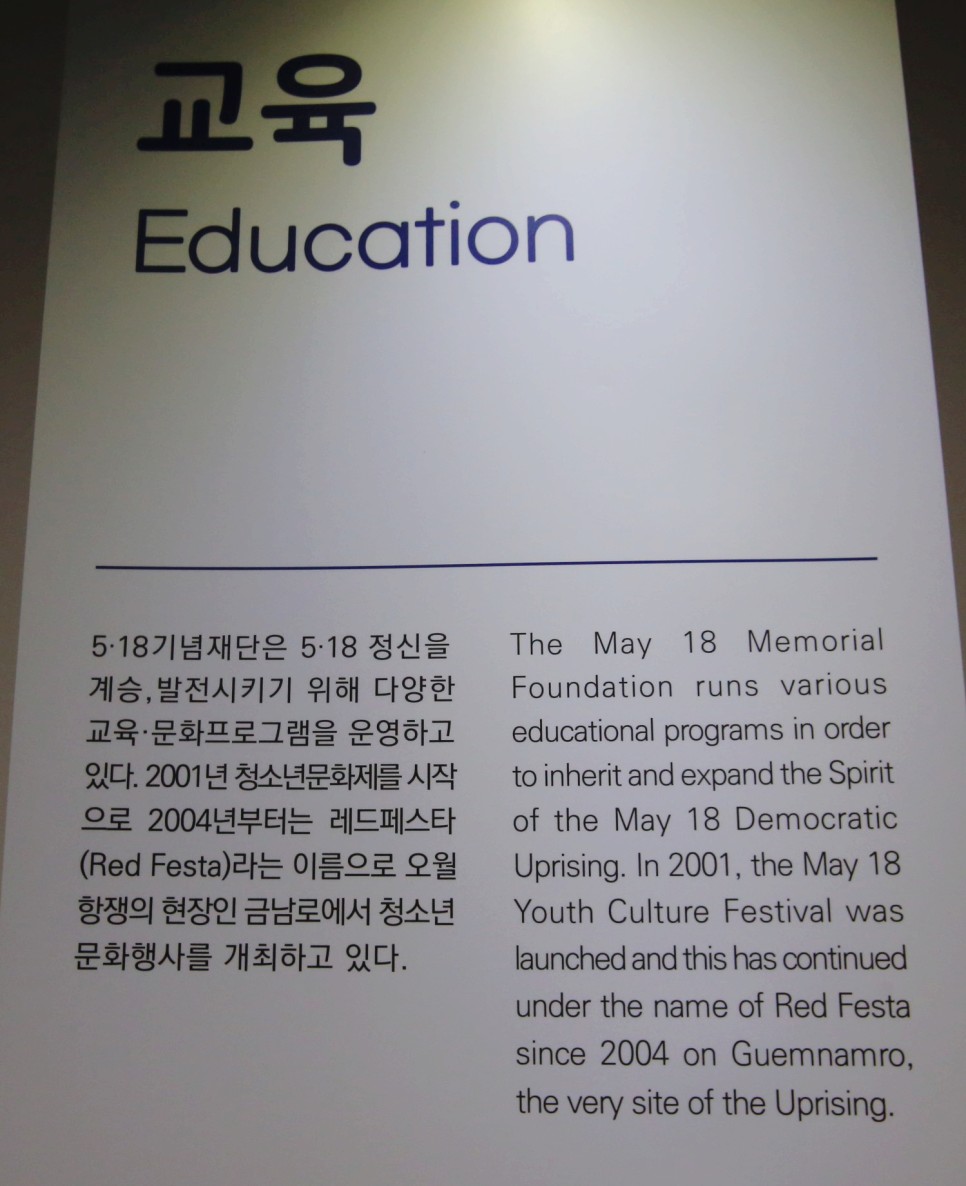 교육
Education
5·18기념재단은 5·18 정신을
계승,발전시키기 위해 다양한
교육·문화프로그램을 운영하고
있다. 2001년 청소년문화제를 시작
으로 2004년부터는 레드페스타
(Red Festa)라는 이름으로 오월
항쟁의 현장인 금남로에서 청소년
문화행사를 개최하고 있다.
The May 18 Memorial
Foundation runs various
educational programs in order
to inherit and expand the Spirit
of the May 18 Democratic
Uprising. In 2001, the May 18
Youth Culture Festival was
launched and this has continued
under the name of Red Festa
since 2004 on Guemnamro,
the very site of the Uprising.